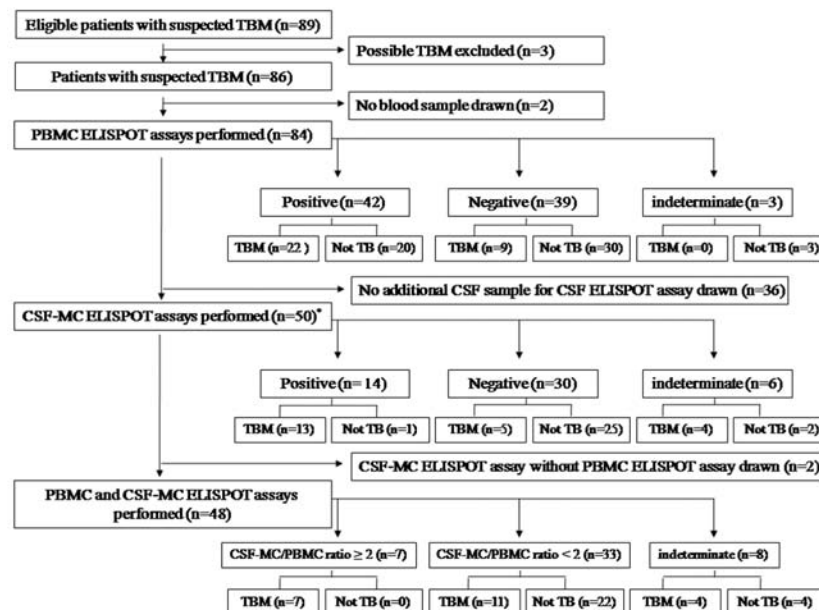 Eligible patients with suspected TBM (n=89)
Possible TBM excluded (n=3)
Patients with suspected TBM (n=86)
No blood sample drawn (n=2)
PBMC ELISPOT assays performed (n=84)
Positive (n=42)
Negative (n=39)
indeterminate (n=3)
TBM (n=22 )
Not TB (n=20)
TBM (n=9)
Not TB (n=30)
TBM (n=0)
Not TB (n=3)
No additional CSF sample for CSF ELISPOT assay drawn (n=36)
CSF-MC ELISPOT assays performed (n=50)*
Positive (n= 14)
Negative (n=30)
indeterminate (n=6)
TBM (n=13)
Not TB (n=1)
TBM (n=5)
Not TB (n=25)
TBM (n=4)
Not TB (n=2)
CSF-MC ELISPOT assay without PBMC ELISPOT assay drawn (n=2)
PBMC and CSF-MC ELISPOT assays
performed (n=48)
CSF-MC/PBMC ratio ≥ 2 (n=7)
CSF-MC/PBMC ratio < 2 (n=33)
indeterminate (n=8)
TBM (n=7)
Not TB (n=0)
TBM (n=11)
Not TB (n=22)
TBM (n=4)
Not TB (n=4)